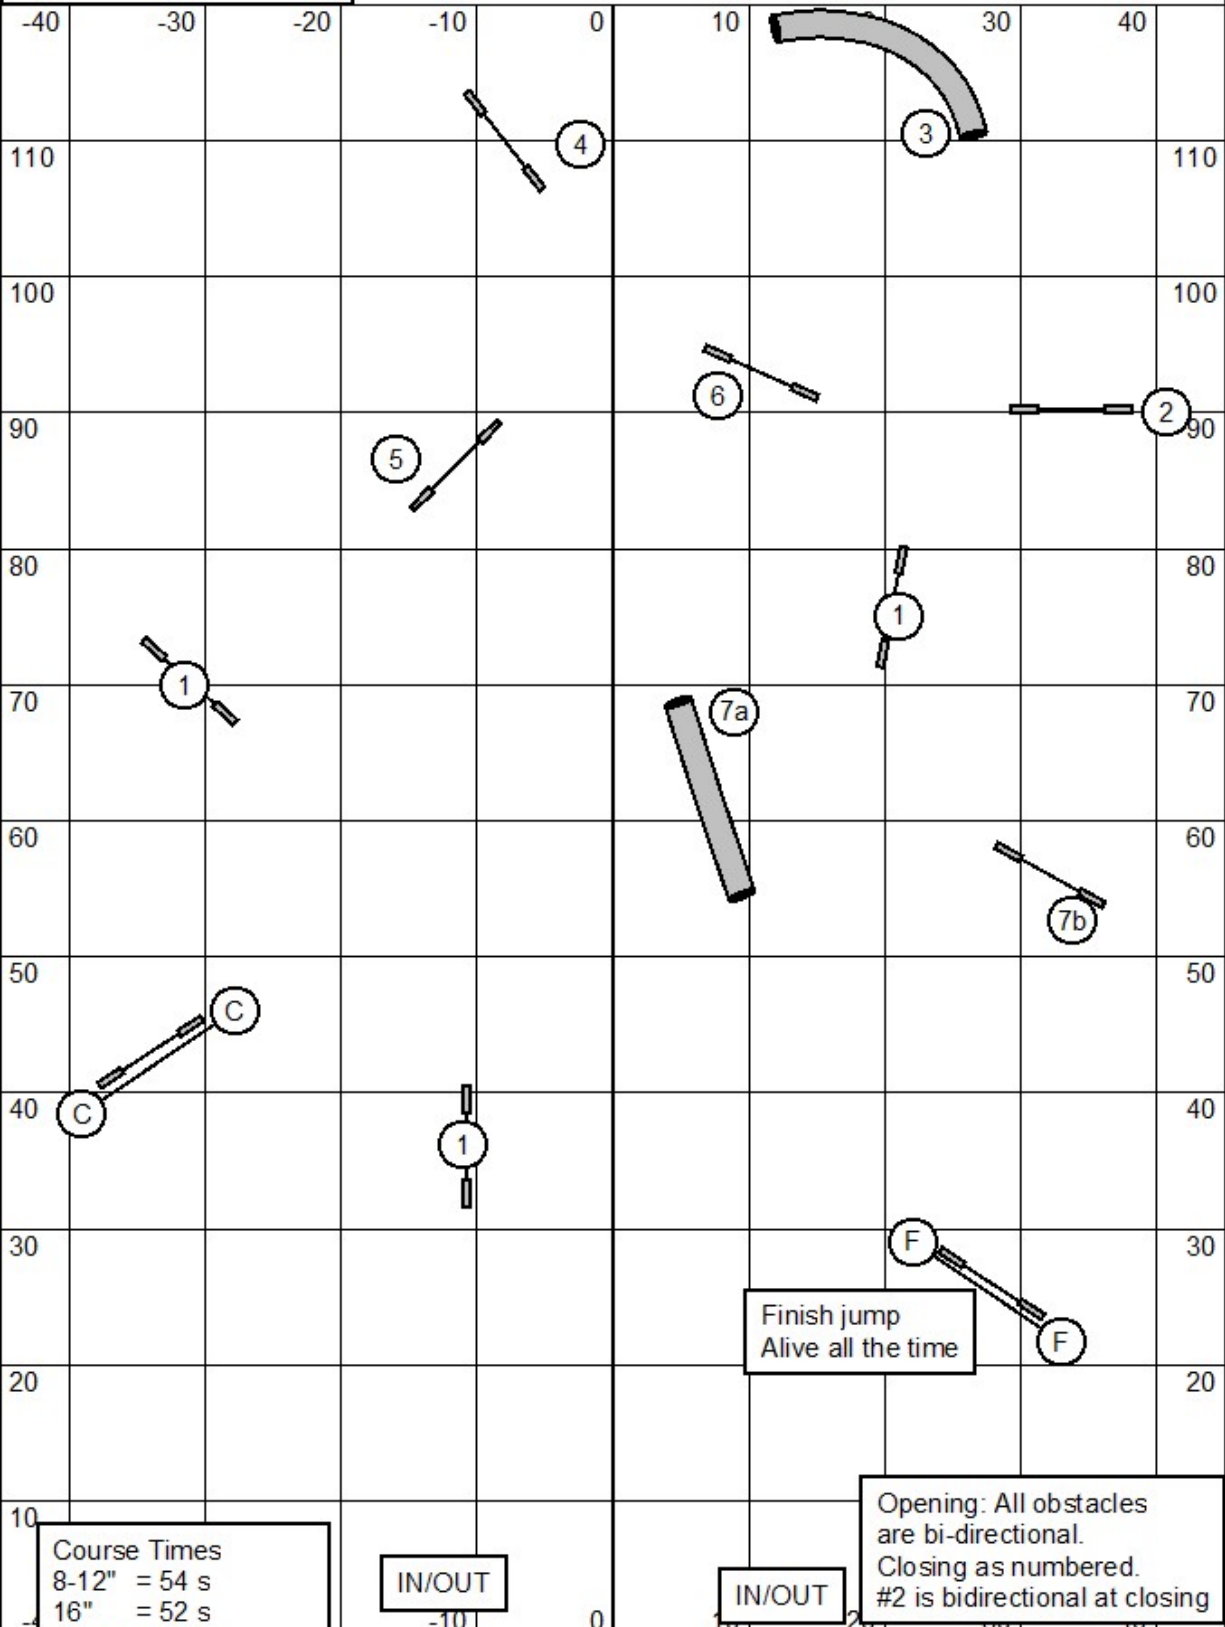 -40 -30 -20 -10 0 10 30 40
3
4
110 110
100 100
6
2
90 90
5
80 80
1
1
70 70
7a
60 60
7b
50 50
C
C
40 40
1
30 30
F
Finish jump
Alive all the time
F
20 20
10
Opening: All obstacles
are bi-directional.
Closing as numbered.
#2 is bidirectional at closing
Course Times
8-12" = 54 s
16" = 52 s
IN/OUT
IN/OUT
-10 0